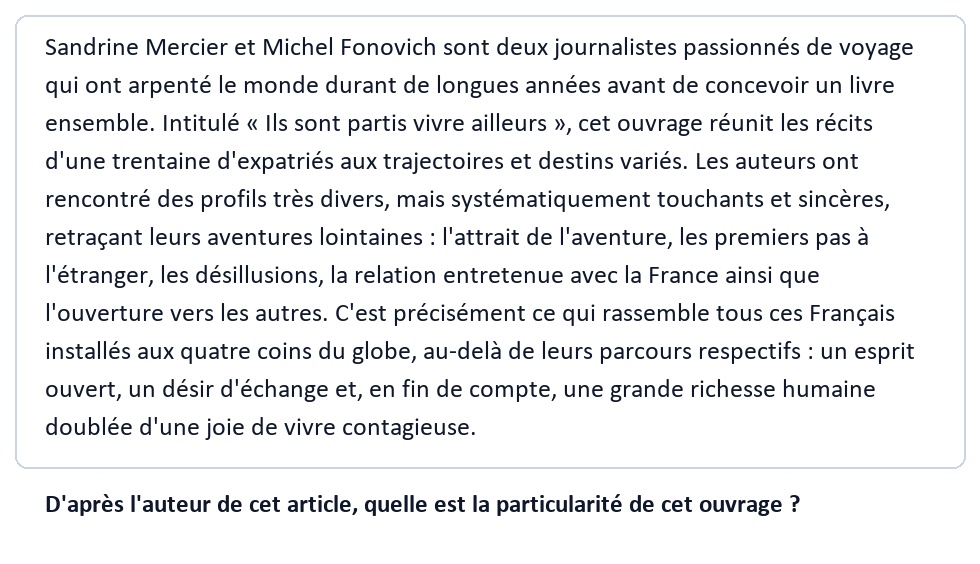 Sandrine Mercier et Michel Fonovich sont deux journalistes passionnés de voyage
qui ont arpenté le monde durant de longues années avant de concevoir un livre
ensemble. Intitulé « Ils sont partis vivre ailleurs », cet ouvrage réunit les récits
d'une trentaine d'expatriés aux trajectoires et destins variés. Les auteurs ont
rencontré des profils très divers, mais systématiquement touchants et sincères,
retraçant leurs aventures lointaines : l'attrait de l'aventure, les premiers pas à
l'étranger, les désillusions, la relation entretenue avec la France ainsi que
l'ouverture vers les autres. C'est précisément ce qui rassemble tous ces Français
installés aux quatre coins du globe, au-delà de leurs parcours respectifs : un esprit
ouvert, un désir d'échange et, en fin de compte, une grande richesse humaine
doublée d'une joie de vivre contagieuse.
D'après l'auteur de cet article, quelle est la particularité de cet ouvrage ?